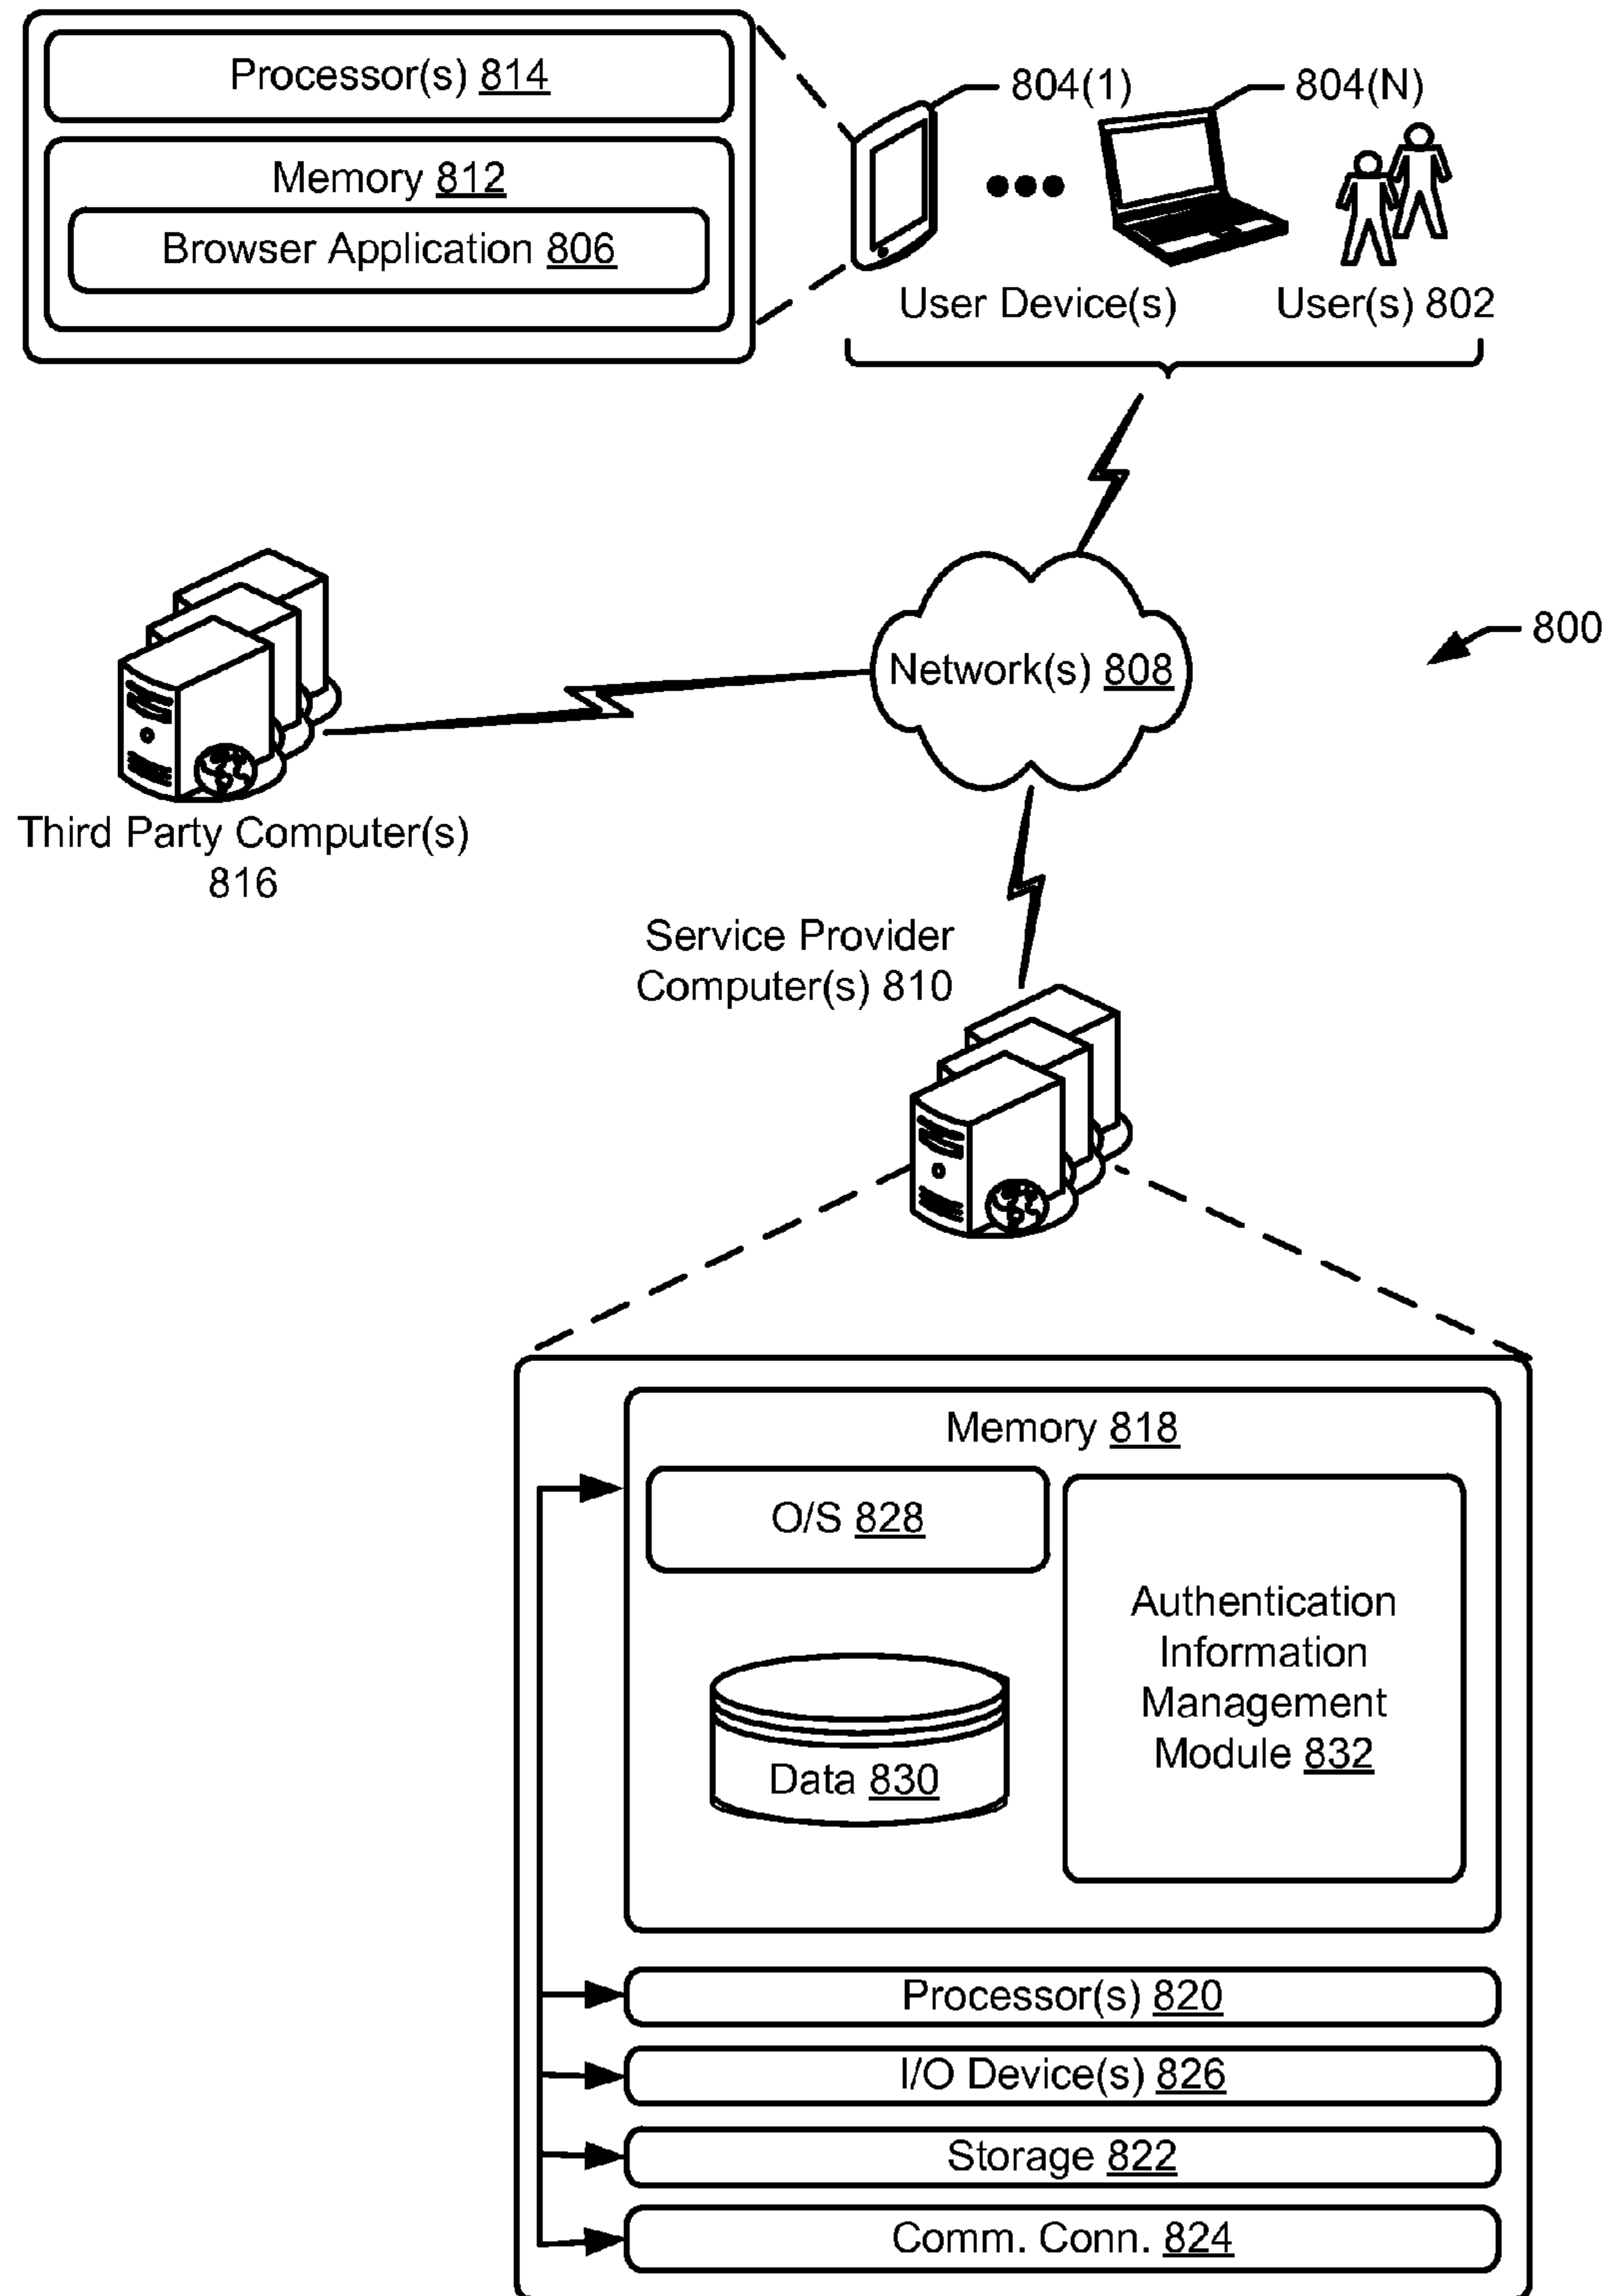 Processor(s) 814
Memory 812
Browser Application 806
804(1)
804(N)
User Device(s)
User(s) 802
800
Network(s) 808
Third Party Computer(s)
816
Service Provider
Computer(s) 810
Memory 818
O/S 828
Data 830
Authentication
Information
Management
Module 832
Processor(s) 820
I/O Device(s) 826
Storage 822
Comm. Conn. 824